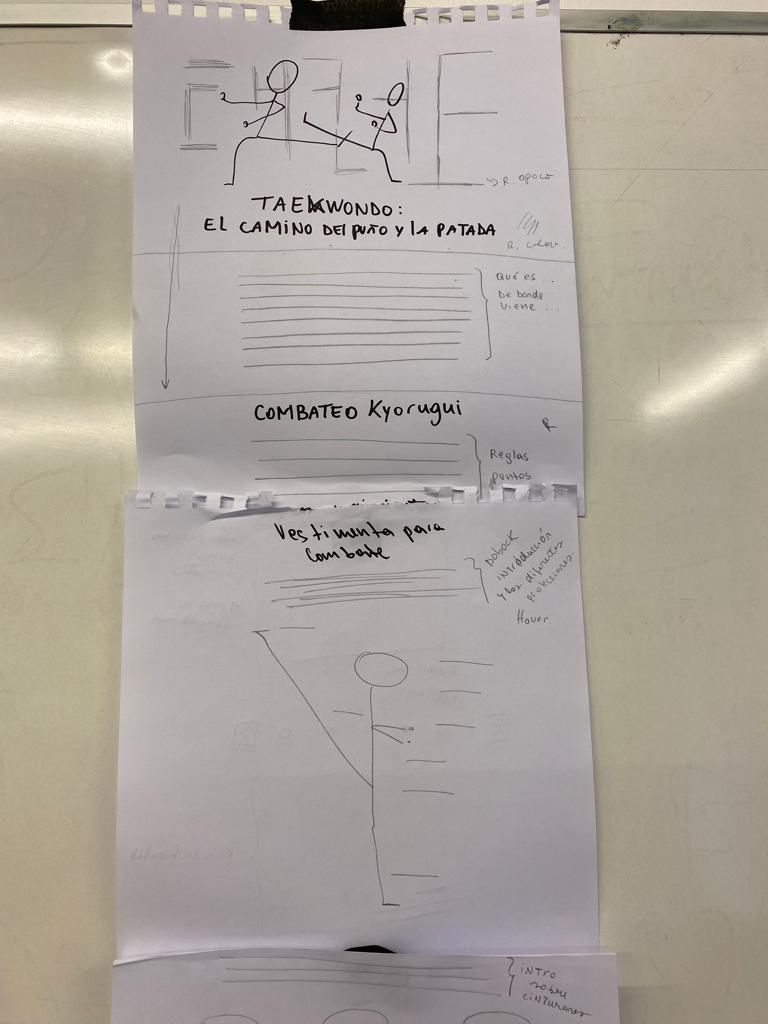 R. opaco
TAEKWONDO:
EL CAMINO DEL PUÑO Y LA PATADA
R. color.
Qué es ...
De donde
viene ...
COMBATEO Kyorugui
R
Reglas
puntos
Vestimenta para
Combate
Dobock
introducción
y los diferentes
protecciones.
Hover
intro
sobre
cinturones